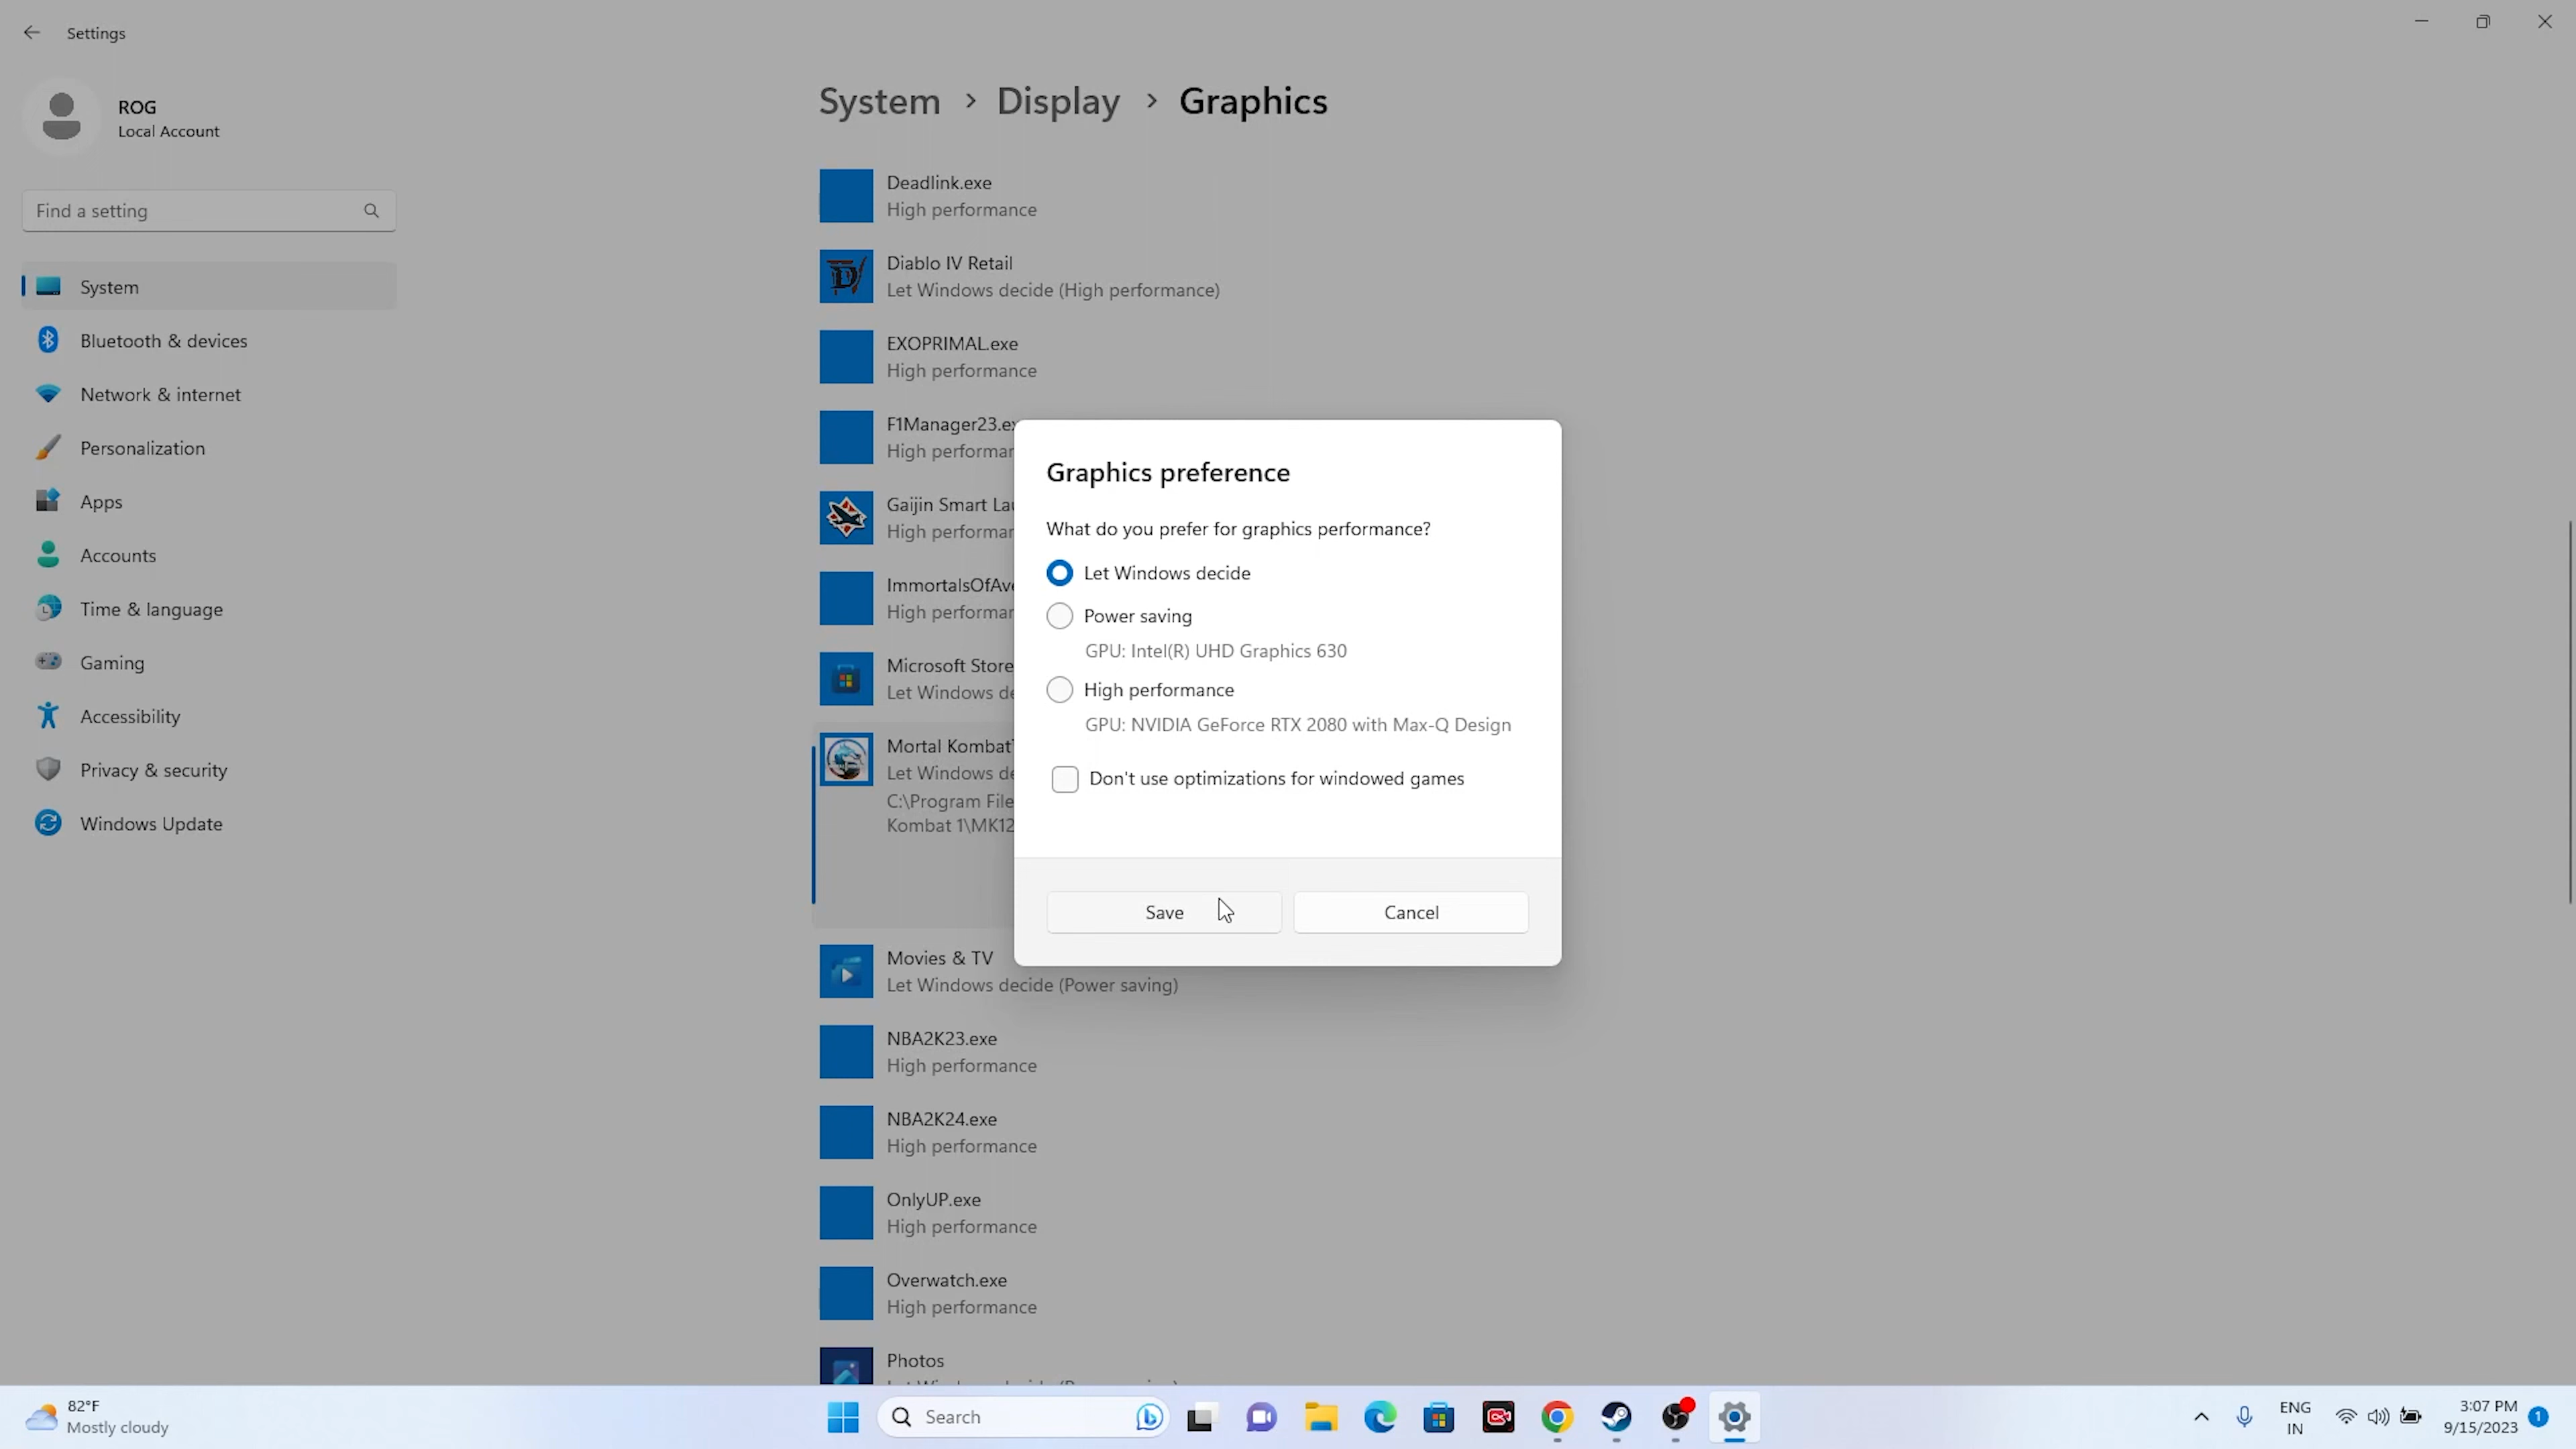 Settings
ROG
Local Account
Find a setting
System
Bluetooth & devices
Network & internet
Personalization
Apps
Accounts
Time & language
Gaming
Accessibility
Privacy & security
Windows Update
System > Display > Graphics
Deadlink.exe
High performance
Diablo IV Retail
Let Windows decide (High performance)
EXOPRIMAL.exe
High performance
F1Manager23.ex
High performar
Gaijin Smart Lau
High performar
ImmortalsOfAve
High performar
Microsoft Store
Let Windows de
Mortal Kombat
Let Windows de
C:\Program File
Kombat 1\MK12
Movies & TV
Let Windows decide (Power saving)
NBA2K23.exe
High performance
NBA2K24.exe
High performance
OnlyUP.exe
High performance
Overwatch.exe
High performance
Photos
Graphics preference
What do you prefer for graphics performance?
Let Windows decide
Power saving
GPU: Intel(R) UHD Graphics 630
High performance
GPU: NVIDIA GeForce RTX 2080 with Max-Q Design
Don't use optimizations for windowed games
Save
Cancel
82°F
Mostly cloudy
Search
ENG
IN
3:07 PM
9/15/2023
1